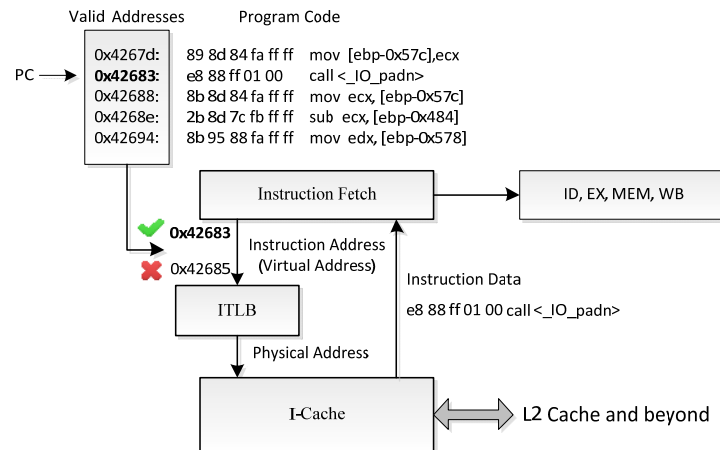 Valid Addresses
Program Code
0x4267d: 89 8d 84 fa ff ff mov [ebp-0x57c],ecx
PC
0x42683: e8 88 ff 01 00 call <_IO_padn>
0x42688: 8b 8d 84 fa ff ff mov ecx, [ebp-0x57c]
0x4268e: 2b 8d 7c fb ff ff sub ecx, [ebp-0x484]
0x42694: 8b 95 88 fa ff ff mov edx, [ebp-0x578]
Instruction Fetch
ID, EX, MEM, WB
0x42683
0x42685
Instruction Address
(Virtual Address)
Instruction Data
e8 88 ff 01 00 call <_IO_padn>
ITLB
Physical Address
I-Cache
L2 Cache and beyond